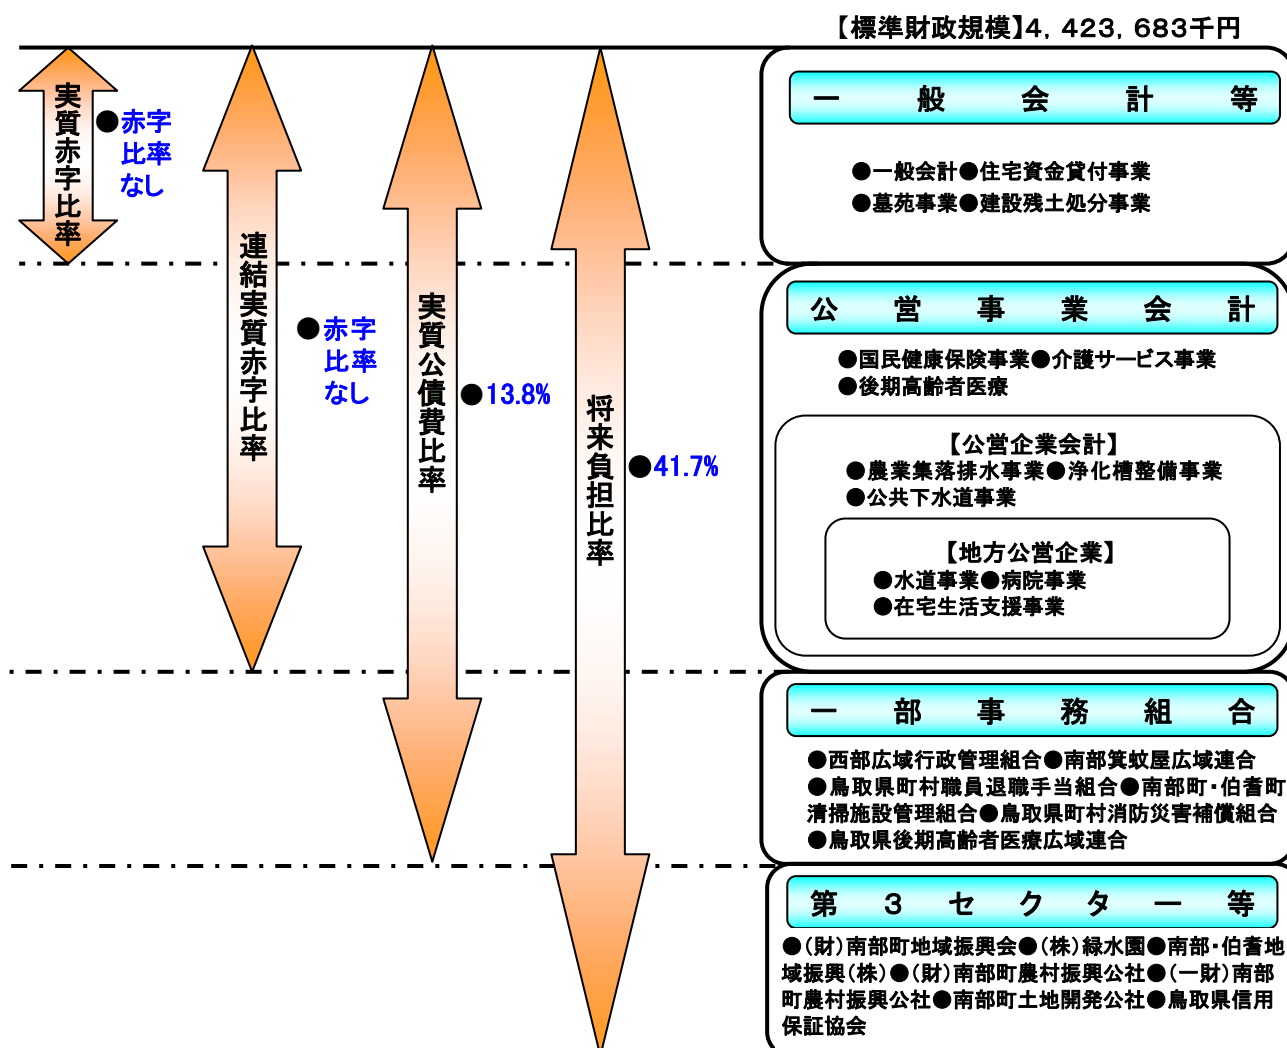 【標準財政規模】4，423，683千円
実質赤字比率
●赤字
比率
なし
連結実質赤字比率
●赤字
比率
なし
実質公債費比率
●13.8%
将来負担比率
●41.7%
一般会計等
●一般会計●住宅資金貸付事業
●墓苑事業●建設残土処分事業
公営事業会計
●国民健康保険事業●介護サービス事業
●後期高齢者医療
【公営企業会計】
●農業集落排水事業●浄化槽整備事業
●公共下水道事業
【地方公営企業】
●水道事業●病院事業
●在宅生活支援事業
一部事務組合
●西部広域行政管理組合●南部箕蚊屋広域連合
●鳥取県町村職員退職手当組合●南部町・伯耆町
清掃施設管理組合●鳥取県町村消防災害補償組合
●鳥取県後期高齢者医療広域連合
第3セクター等
●(財)南部町地域振興会●(株)緑水園●南部・伯耆地
域振興(株)●(財)南部町農村振興公社●(一財)南部
町農村振興公社●南部町土地開発公社●鳥取県信用
保証協会